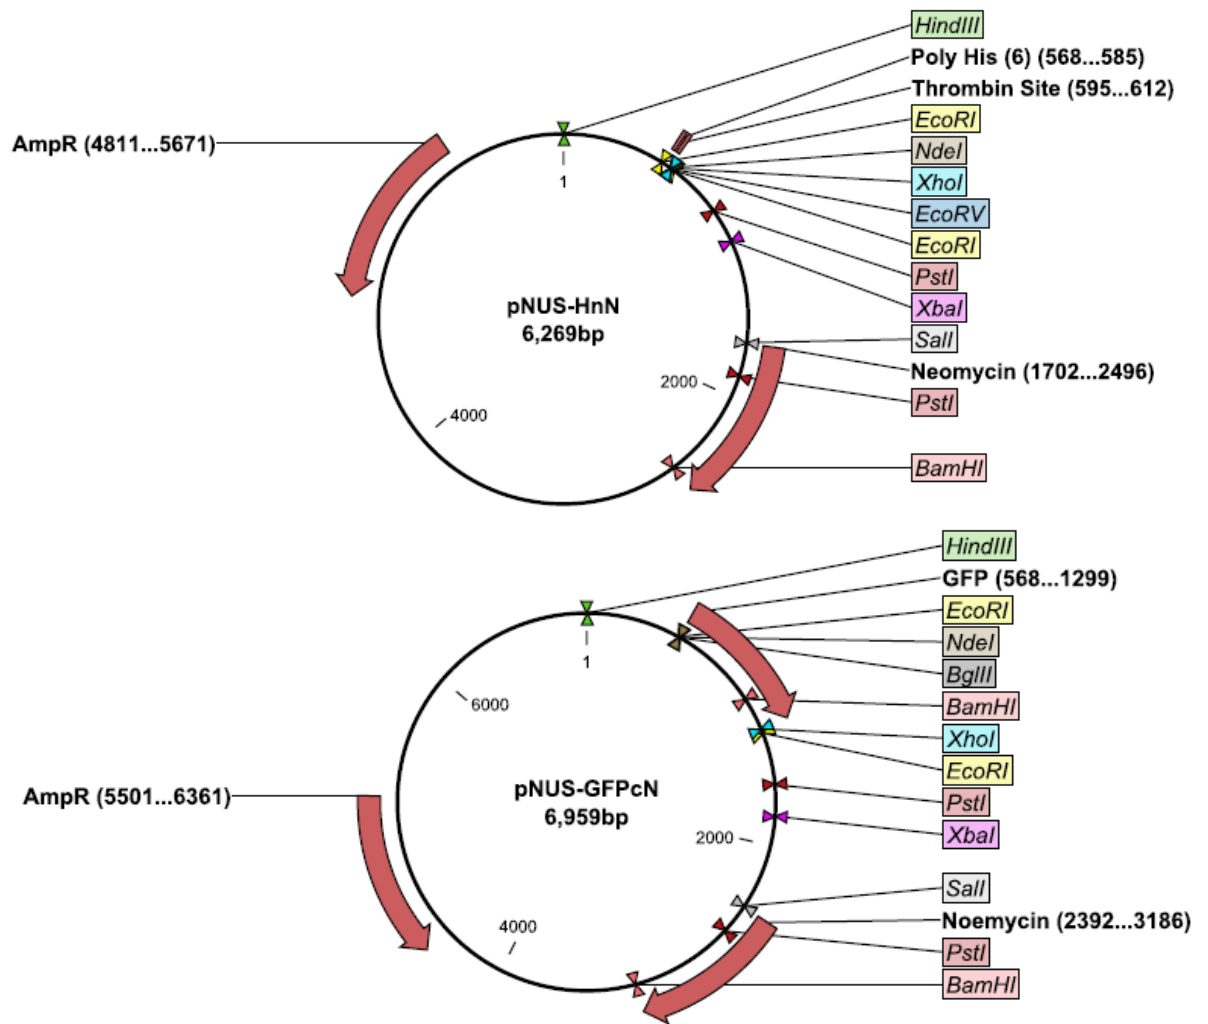 HindIII
Poly His (6) (568...585)
Thrombin Site (595...612)
EcoRI
AmpR (4811...5671)
NdeI
1
XhoI
EcoRV
EcoRI
PstI
pNUS-HnN
XbaI
6,269bp
SalI
Neomycin (1702...2496)
2000
PstI
4000
BamHI
HindIII
GFP (568...1299)
EcoRI
NdeI
1
BglII
6000
BamHI
XhoI
EcoRI
AmpR (5501...6361)
pNUS-GFPcN
PstI
6,959bp
XbaI
2000
SalI
Noemycin (2392...3186)
4000
PstI
BamHI